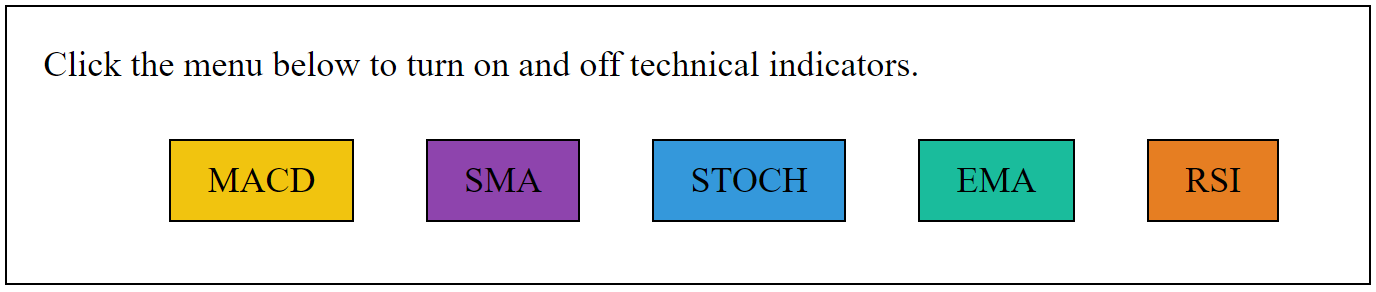 Click the menu below to turn on and off technical indicators.
MACD SMA STOCH EMA RSI